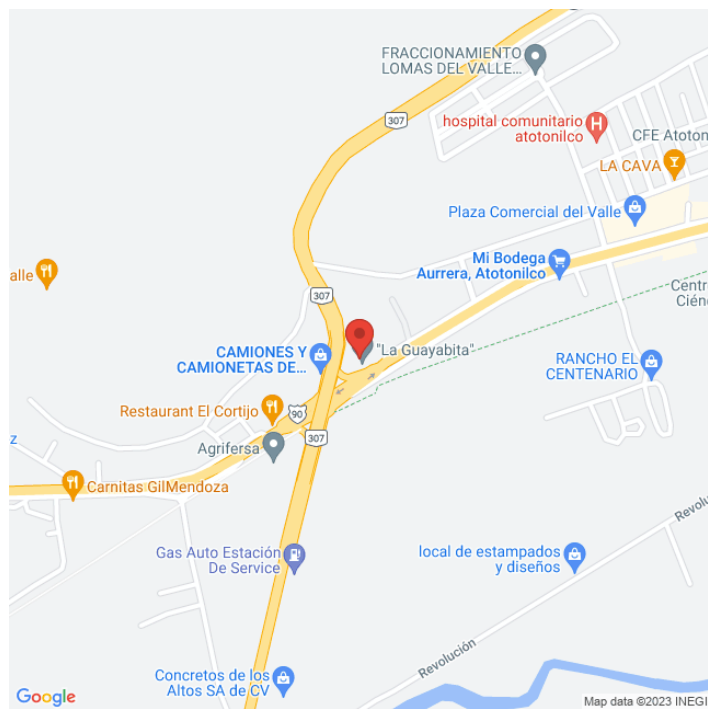 FRACCIONAMIENTO
LOMAS DEL VALLE...
307
hospital comunitario
atotonilco
CFE Atoton
LA CAVA
Plaza Comercial del Valle
Mi Bodega
Aurrera, Atotonilco
alle
Centr
Ciéne
307
"La Guayabita"
CAMIONES Y
CAMIONETAS DE...
RANCHO EL
CENTENARIO
Restaurant El Cortijo
90
z
307
Agrifersa
Carnitas GilMendoza
Revolu
Gas Auto Estación
De Service
local de estampados
y diseños
Revolución
Concretos de los
Altos SA de CV
Google
Map data ©2023 INEGI